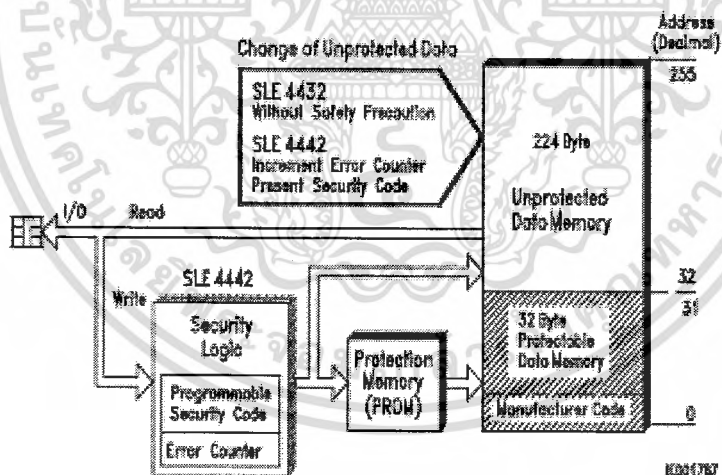 Address
(Decimal)
Change of Unprotected Data
255
SLE 4432
Without Safety Precaution
SLE 4442
Increment Error Counter
Present Security Code
224 Byte
Unprotected
Data Memory
I/O
Read
SLE 4442
Write
32
31
Security
Logic
32 Byte
Protectable
Data Memory
Protection
Memory
(PROM)
Programmable
Security Code
Manufacturer Code
0
Error Counter